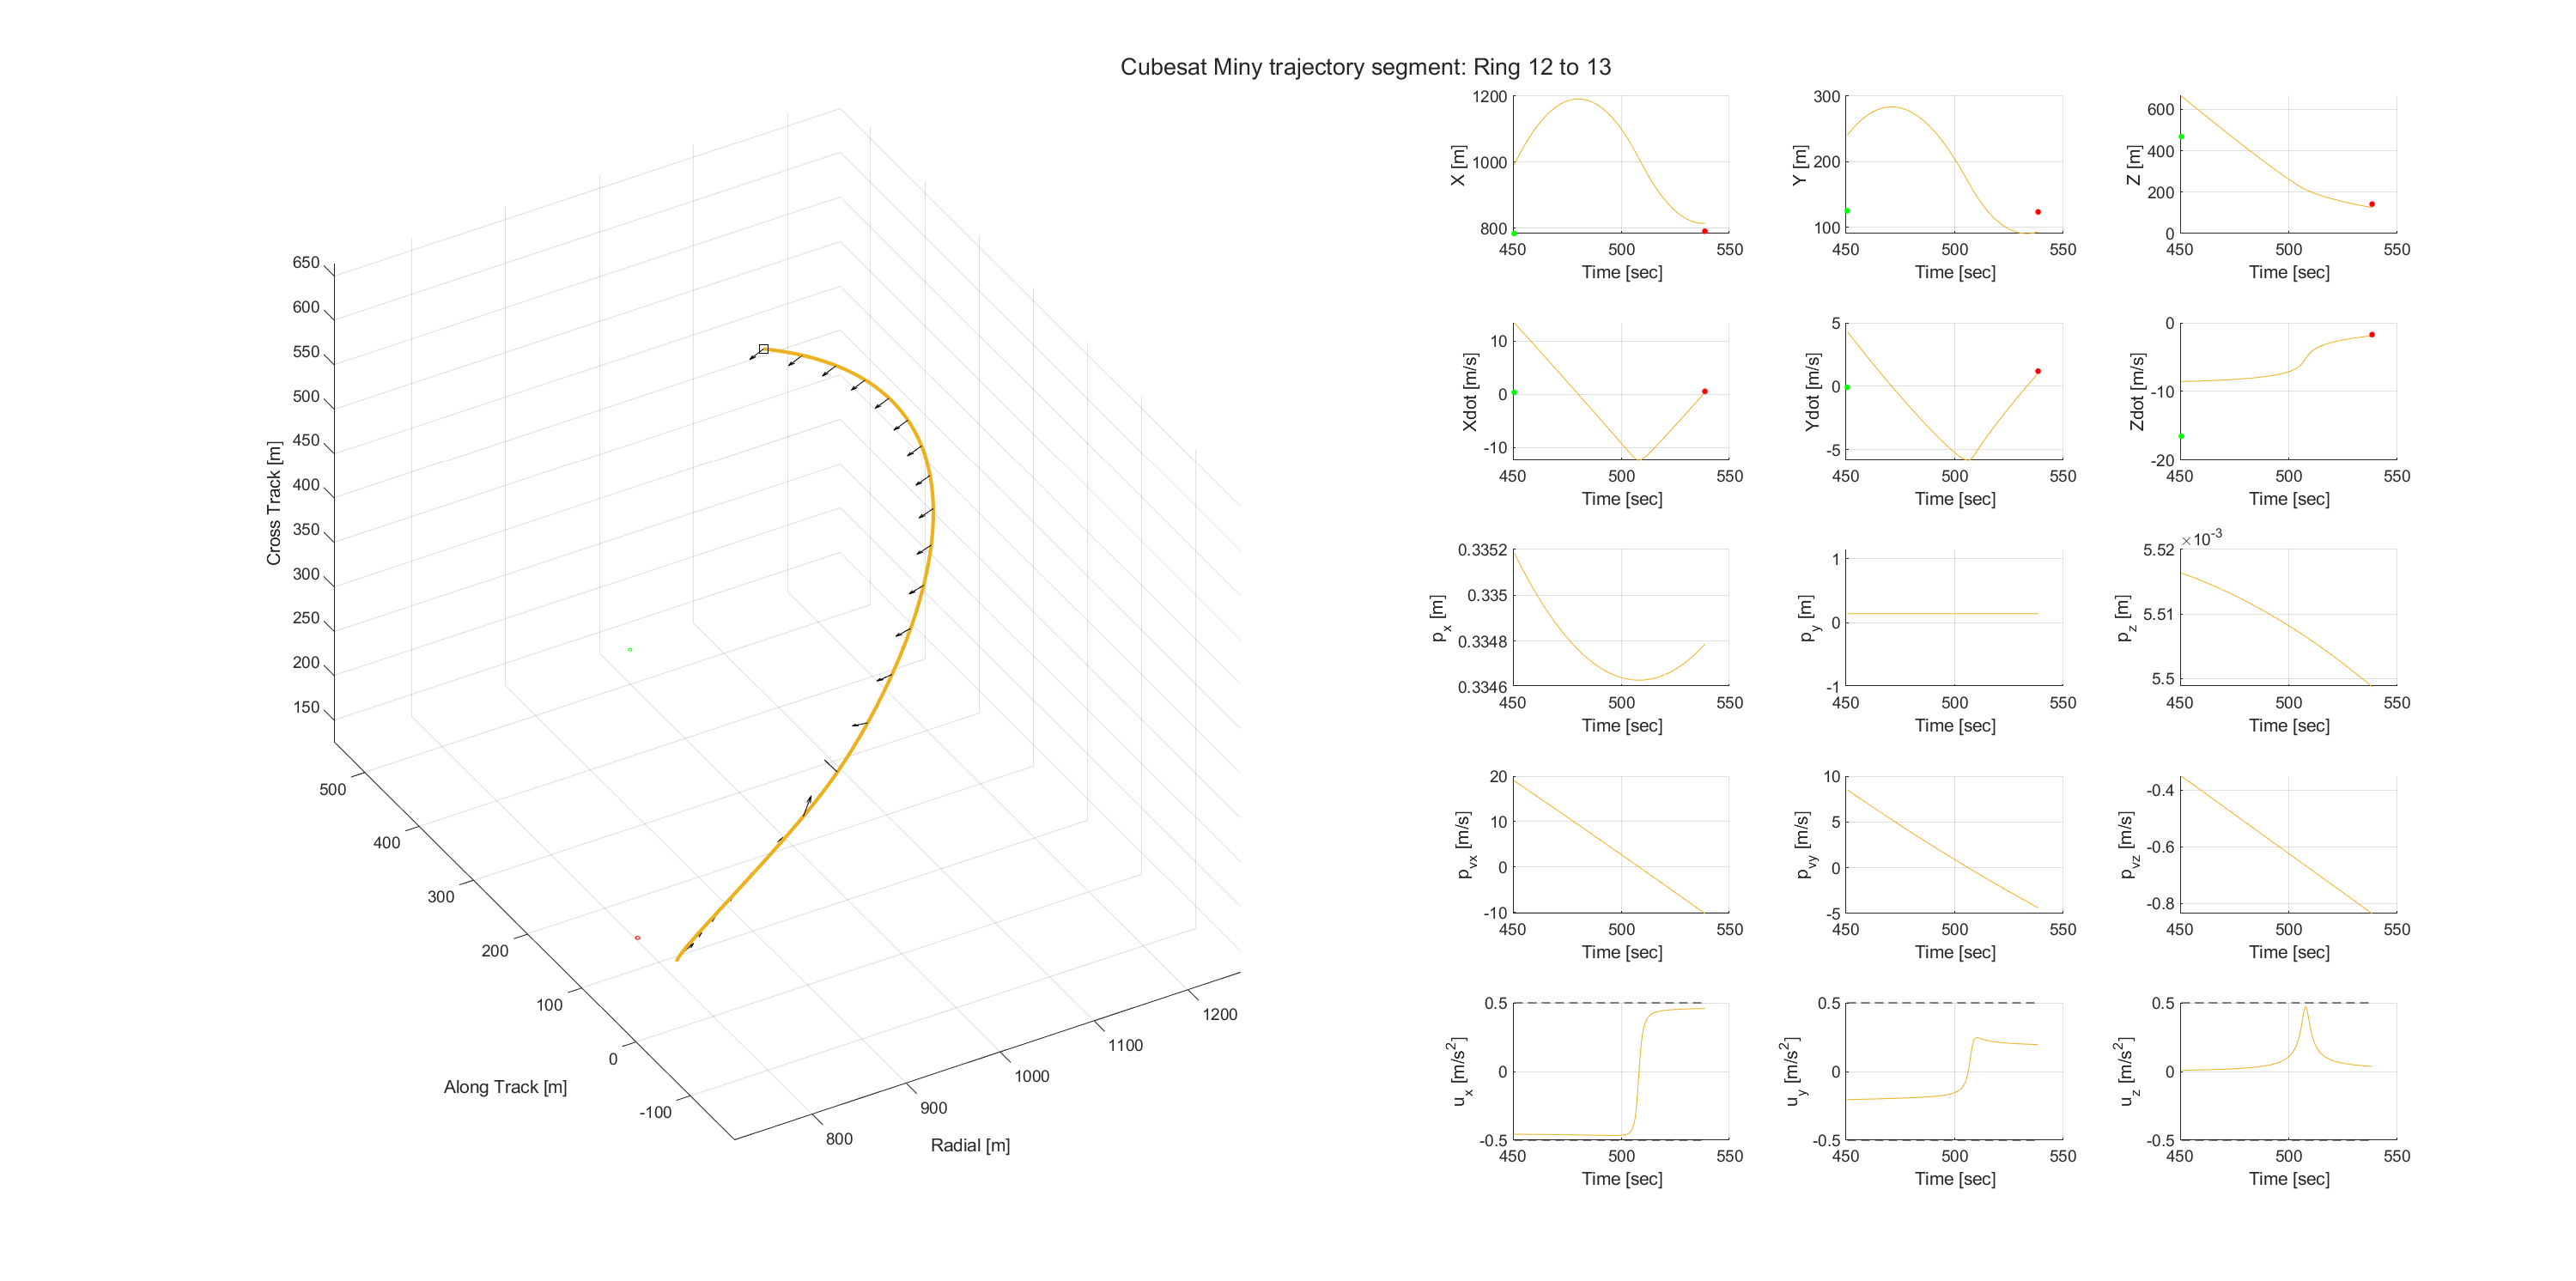 Cubesat Miny trajectory segment: Ring 12 to 13
650
600
550
500
450
400
350
300
250
200
150
Cross Track [m]
500
400
300
200
100
0
-100
Along Track [m]
800
900
1000
1100
1200
Radial [m]
1200
1000
800
X [m]
450 500 550
Time [sec]
300
200
100
Y [m]
450 500 550
Time [sec]
600
400
200
0
Z [m]
450 500 550
Time [sec]
10
0
-10
Xdot [m/s]
450 500 550
Time [sec]
5
0
-5
Ydot [m/s]
450 500 550
Time [sec]
0
-10
-20
Zdot [m/s]
450 500 550
Time [sec]
0.3352
0.335
0.3348
0.3346
p_x [m]
450 500 550
Time [sec]
1
0
-1
p_y [m]
450 500 550
Time [sec]
×10^-3
5.52
5.51
5.5
p_z [m]
450 500 550
Time [sec]
20
10
0
-10
p_vx [m/s]
450 500 550
Time [sec]
10
5
0
-5
p_vy [m/s]
450 500 550
Time [sec]
-0.4
-0.6
-0.8
p_vz [m/s]
450 500 550
Time [sec]
0.5
0
-0.5
u_x [m/s^2]
450 500 550
Time [sec]
0.5
0
-0.5
u_y [m/s^2]
450 500 550
Time [sec]
0.5
0
-0.5
u_z [m/s^2]
450 500 550
Time [sec]